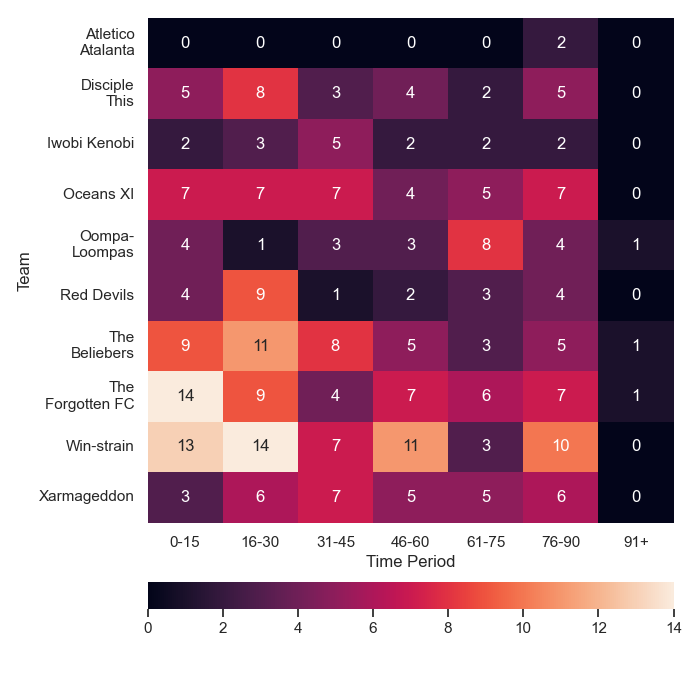 Atletico
Atalanta
0 0 0 0 0 2 0
Disciple
This
5 8 3 4 2 5 0
Iwobi Kenobi
2 3 5 2 2 2 0
Oceans XI
7 7 7 4 5 7 0
Oompa-
Loompas
4 1 3 3 8 4 1
Red Devils
4 9 1 2 3 4 0
The
Beliebers
9 11 8 5 3 5 1
The
Forgotten FC
14 9 4 7 6 7 1
Win-strain
13 14 7 11 3 10 0
Xarmageddon
3 6 7 5 5 6 0
Team
0-15 16-30 31-45 46-60 61-75 76-90 91+
Time Period
0 2 4 6 8 10 12 14